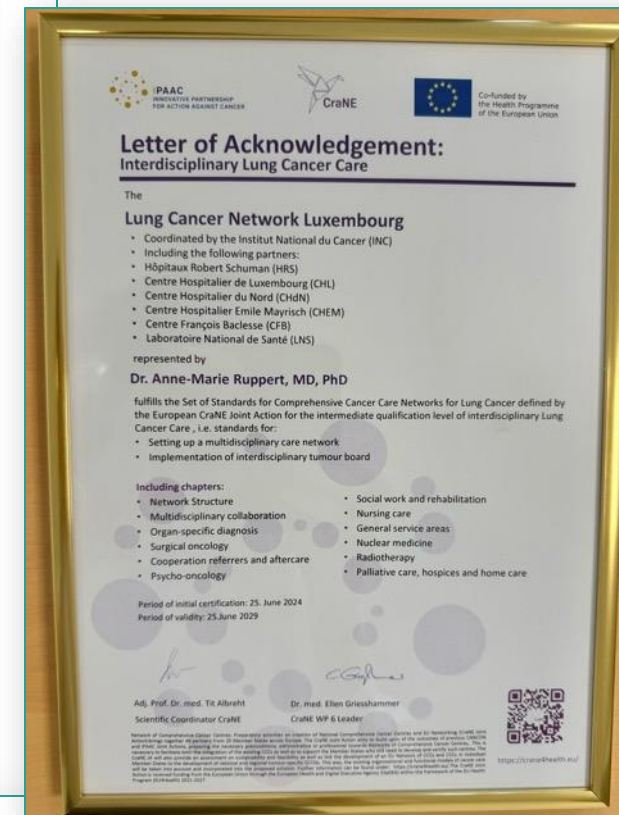 iPAAC
INNOVATIVE PARTNERSHIP
FOR ACTION AGAINST CANCER
CraNE
Co-funded by
the Health Programme
of the European Union
Letter of Acknowledgement:
Interdisciplinary Lung Cancer Care
The
Lung Cancer Network Luxembourg
• Coordinated by the Institut National du Cancer (INC)
• Including the following partners:
• Hôpitaux Robert Schuman (HRS)
• Centre Hospitalier de Luxembourg (CHL)
• Centre Hospitalier du Nord (CHdN)
• Centre Hospitalier Emile Mayrisch (CHEM)
• Centre François Baclesse (CFB)
• Laboratoire National de Santé (LNS)
represented by
Dr. Anne-Marie Ruppert, MD, PhD
fulfills the Set of Standards for Comprehensive Cancer Care Networks for Lung Cancer defined by
the European CraNE Joint Action for the intermediate qualification level of interdisciplinary Lung
Cancer Care , i.e. standards for:
• Setting up a multidisciplinary care network
• Implementation of interdisciplinary tumour board
Including chapters:
• Network Structure
• Multidisciplinary collaboration
• Organ-specific diagnosis
• Surgical oncology
• Cooperation referrers and aftercare
• Psycho-oncology
• Social work and rehabilitation
• Nursing care
• General service areas
• Nuclear medicine
• Radiotherapy
• Palliative care, hospices and home care
Period of initial certification: 25. June 2024
Period of validity: 25.June 2029
Adj. Prof. Dr. med. Tit Albreht
Scientific Coordinator CraNE
Dr. med. Ellen Griesshammer
CraNE WP 6 Leader
https://crane4health.eu/